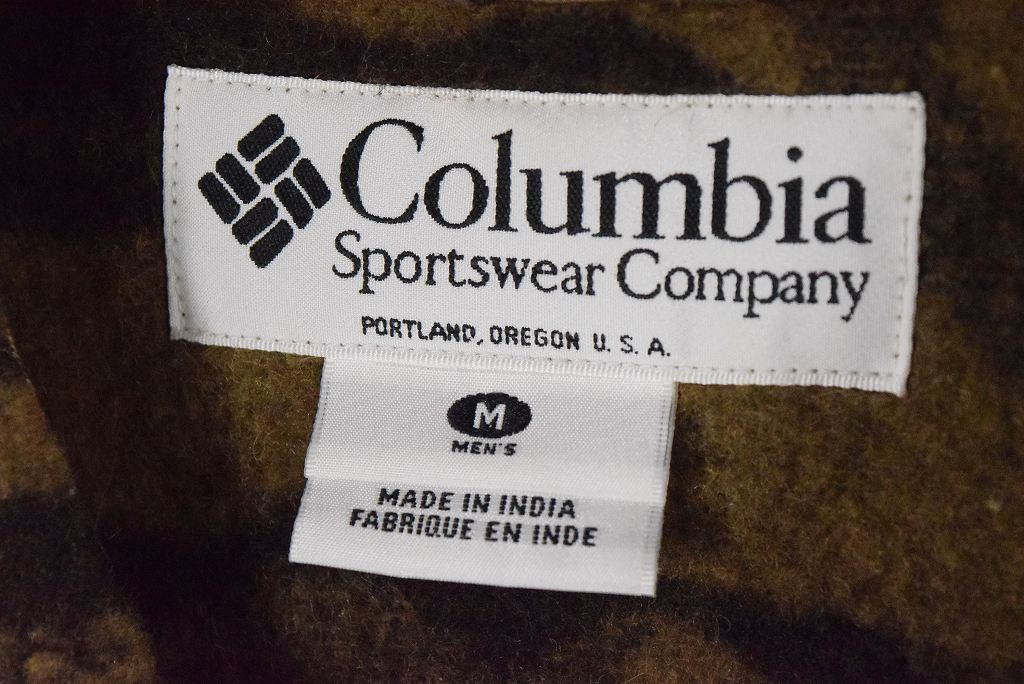 Columbia
Sportswear Company
PORTLAND, OREGON U. S. A.
M
MEN'S
MADE IN INDIA
FABRIQUE EN INDE